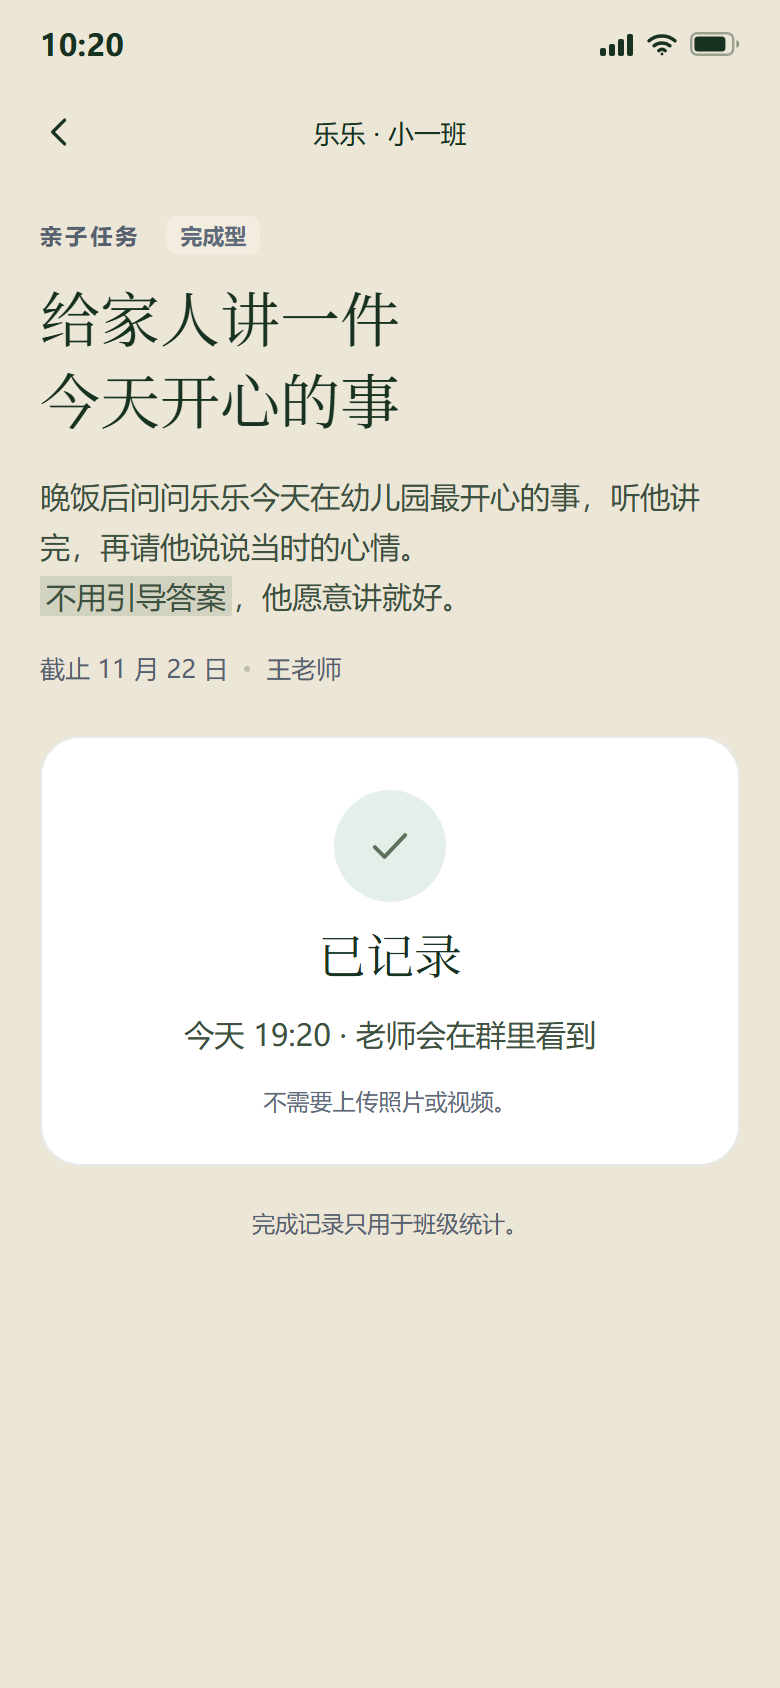 10:20
乐乐 · 小一班
亲子任务 完成型
给家人讲一件
今天开心的事
晚饭后问问乐乐今天在幼儿园最开心的事，听他讲
完，再请他说说当时的心情。
不用引导答案，他愿意讲就好。
截止 11 月 22 日 • 王老师
已记录
今天 19:20 · 老师会在群里看到
不需要上传照片或视频。
完成记录只用于班级统计。